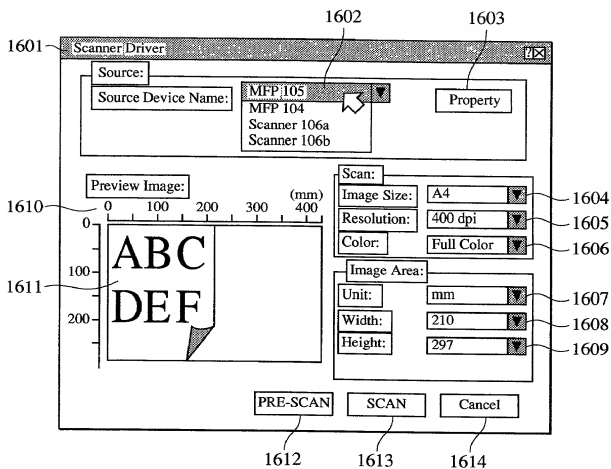 1602
1603
1601
Scanner Driver
?
Source:
Source Device Name:
MFP 105
Property
MFP 104
Scanner 106a
Scanner 106b
Preview Image:
(mm)
1610
0 100 200 300 400
Scan:
Image Size: A4
1604
Resolution: 400 dpi
1605
Color: Full Color
1606
0
100
200
ABC
DEF
1611
Image Area:
Unit: mm
1607
Width: 210
1608
Height: 297
1609
PRE-SCAN SCAN Cancel
1612 1613 1614